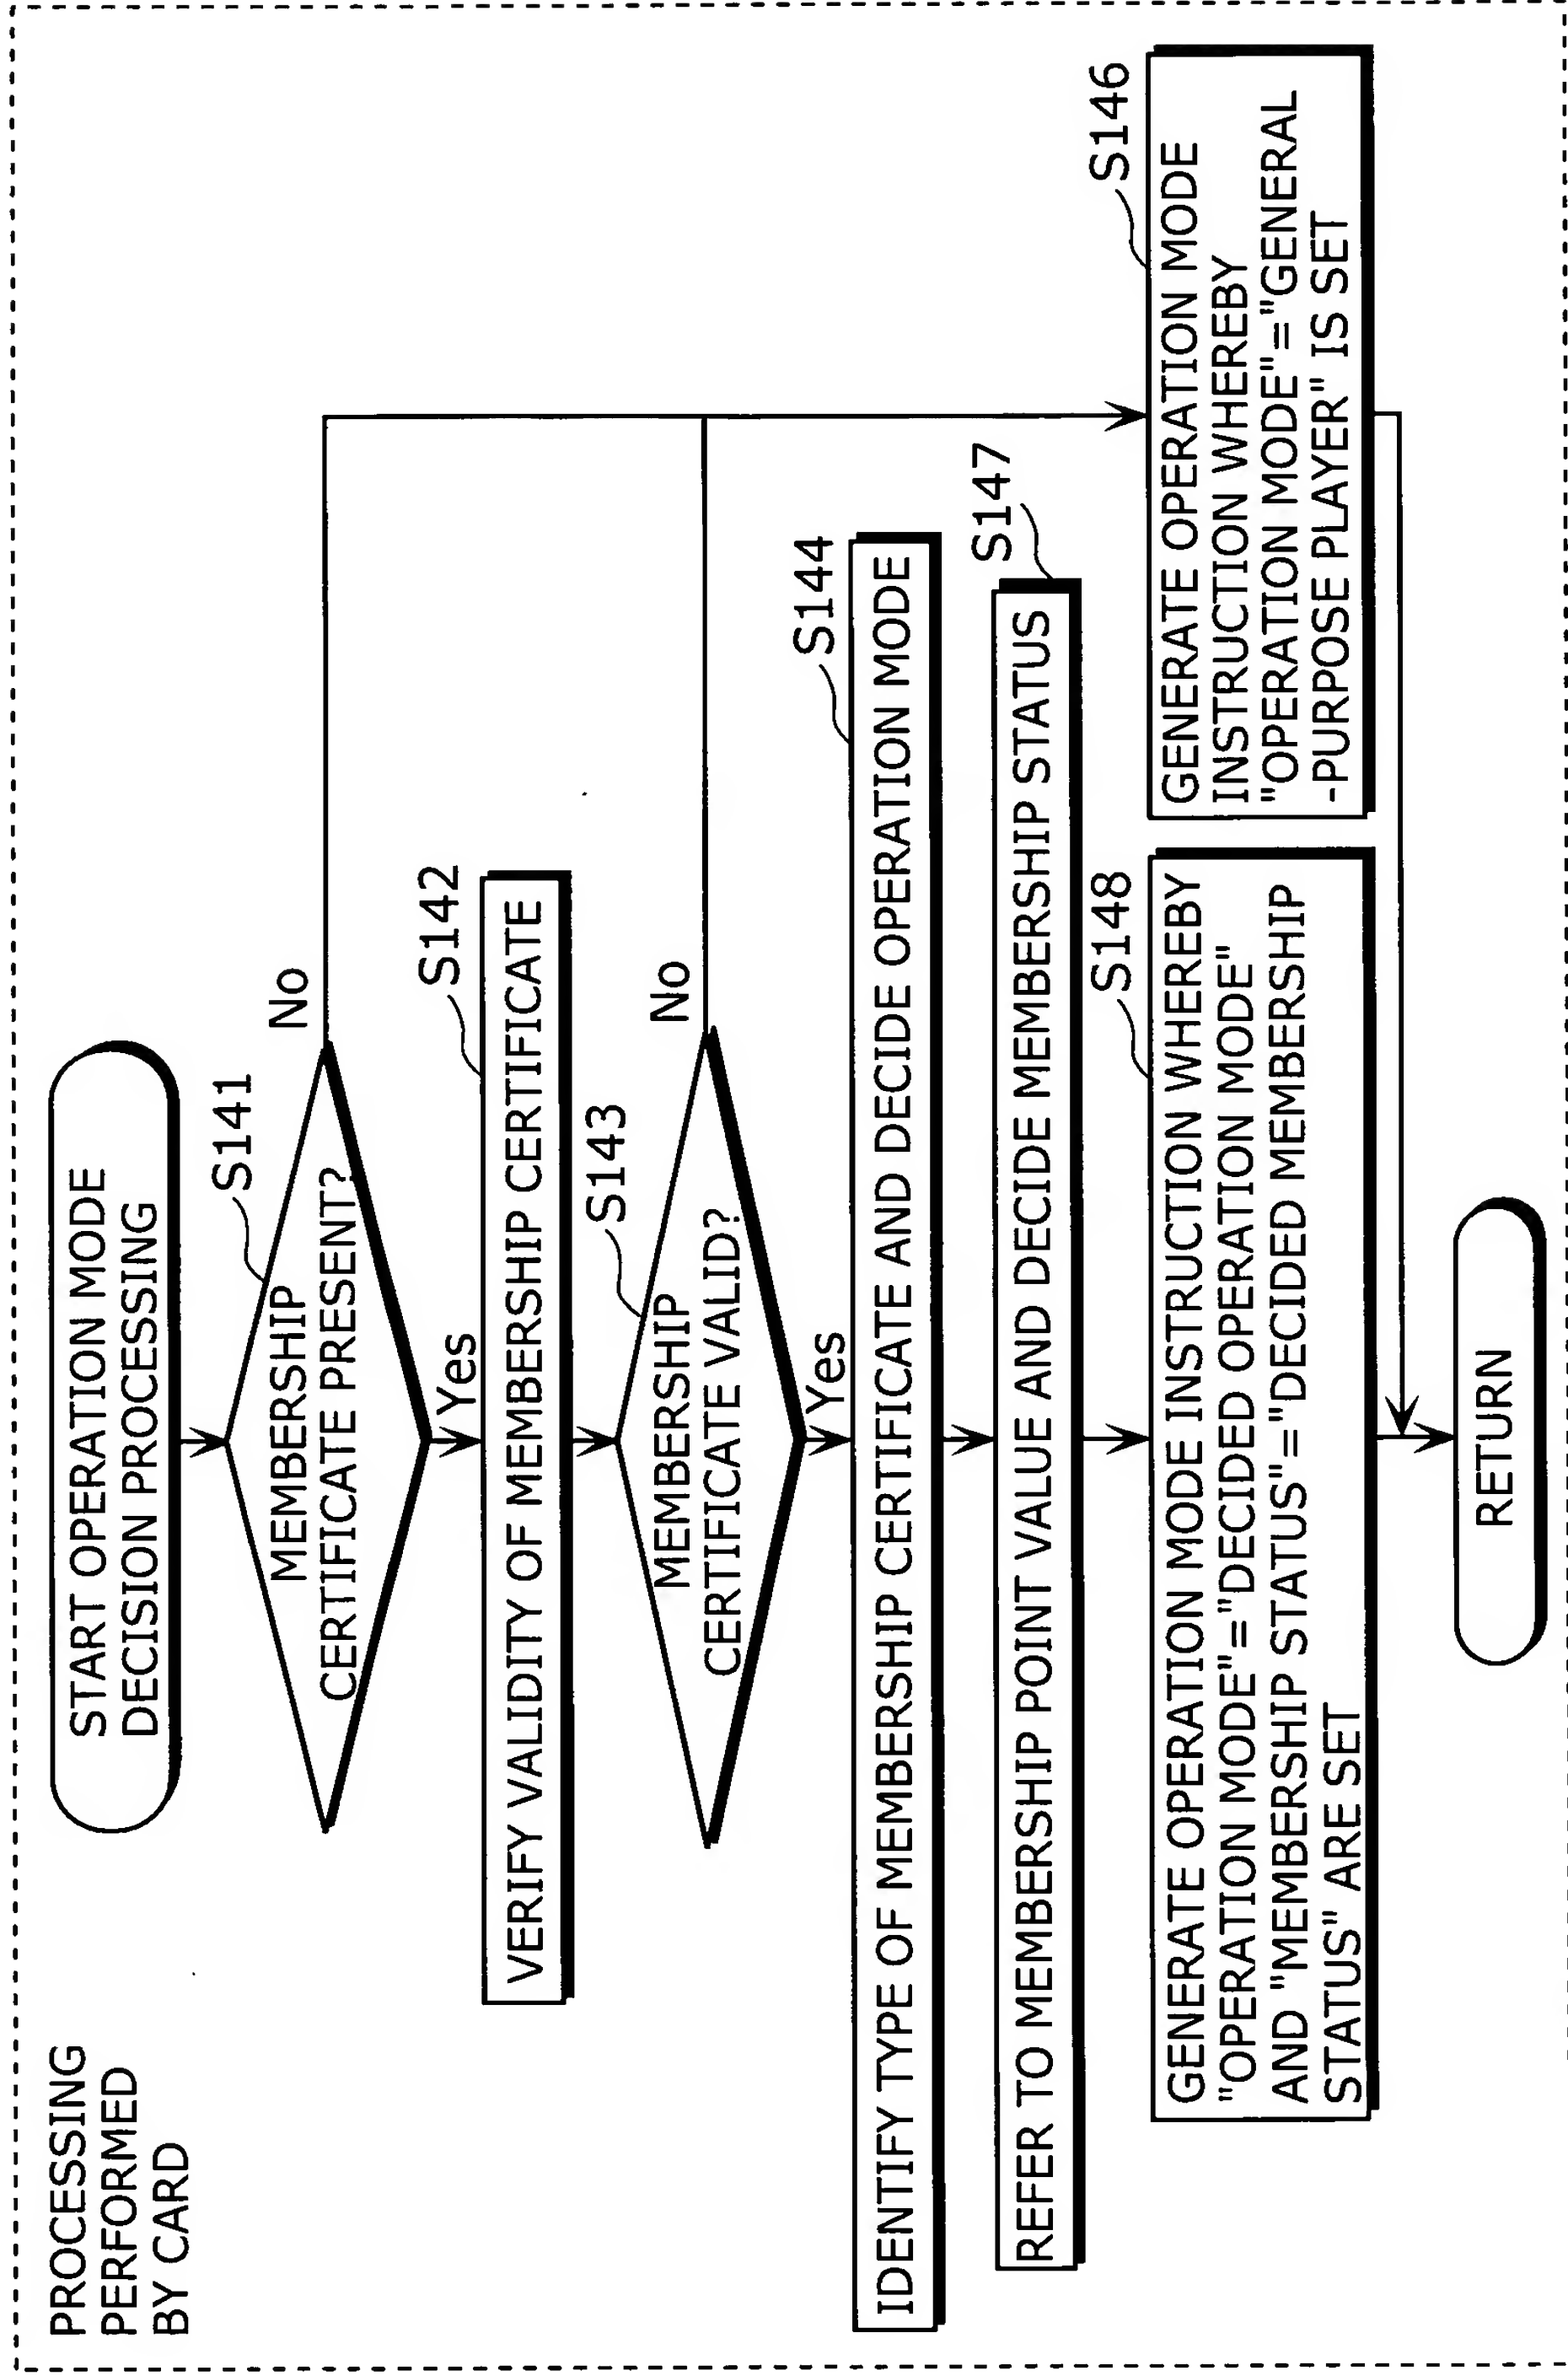 PROCESSING
PERFORMED
BY CARD
START OPERATION MODE
DECISION PROCESSING
S141
MEMBERSHIP
CERTIFICATE PRESENT?
No
Yes
S142
VERIFY VALIDITY OF MEMBERSHIP CERTIFICATE
S143
MEMBERSHIP
CERTIFICATE VALID?
No
Yes
S144
IDENTIFY TYPE OF MEMBERSHIP CERTIFICATE AND DECIDE OPERATION MODE
S147
REFER TO MEMBERSHIP POINT VALUE AND DECIDE MEMBERSHIP STATUS
S148
GENERATE OPERATION MODE INSTRUCTION WHEREBY
"OPERATION MODE"="DECIDED OPERATION MODE"
AND "MEMBERSHIP STATUS"="DECIDED MEMBERSHIP
STATUS" ARE SET
S146
GENERATE OPERATION MODE
INSTRUCTION WHEREBY
"OPERATION MODE"="GENERAL
-PURPOSE PLAYER" IS SET
RETURN